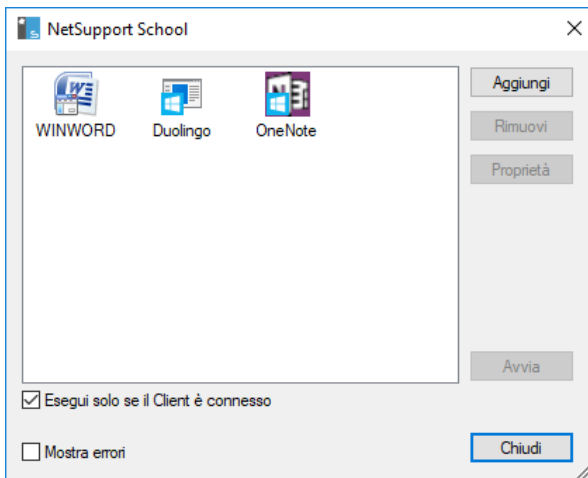 NetSupport School
WINWORD
Duolingo
OneNote
Aggiungi
Rimuovi
Proprietà
Avvia
Esegui solo se il Client è connesso
Mostra errori
Chiudi